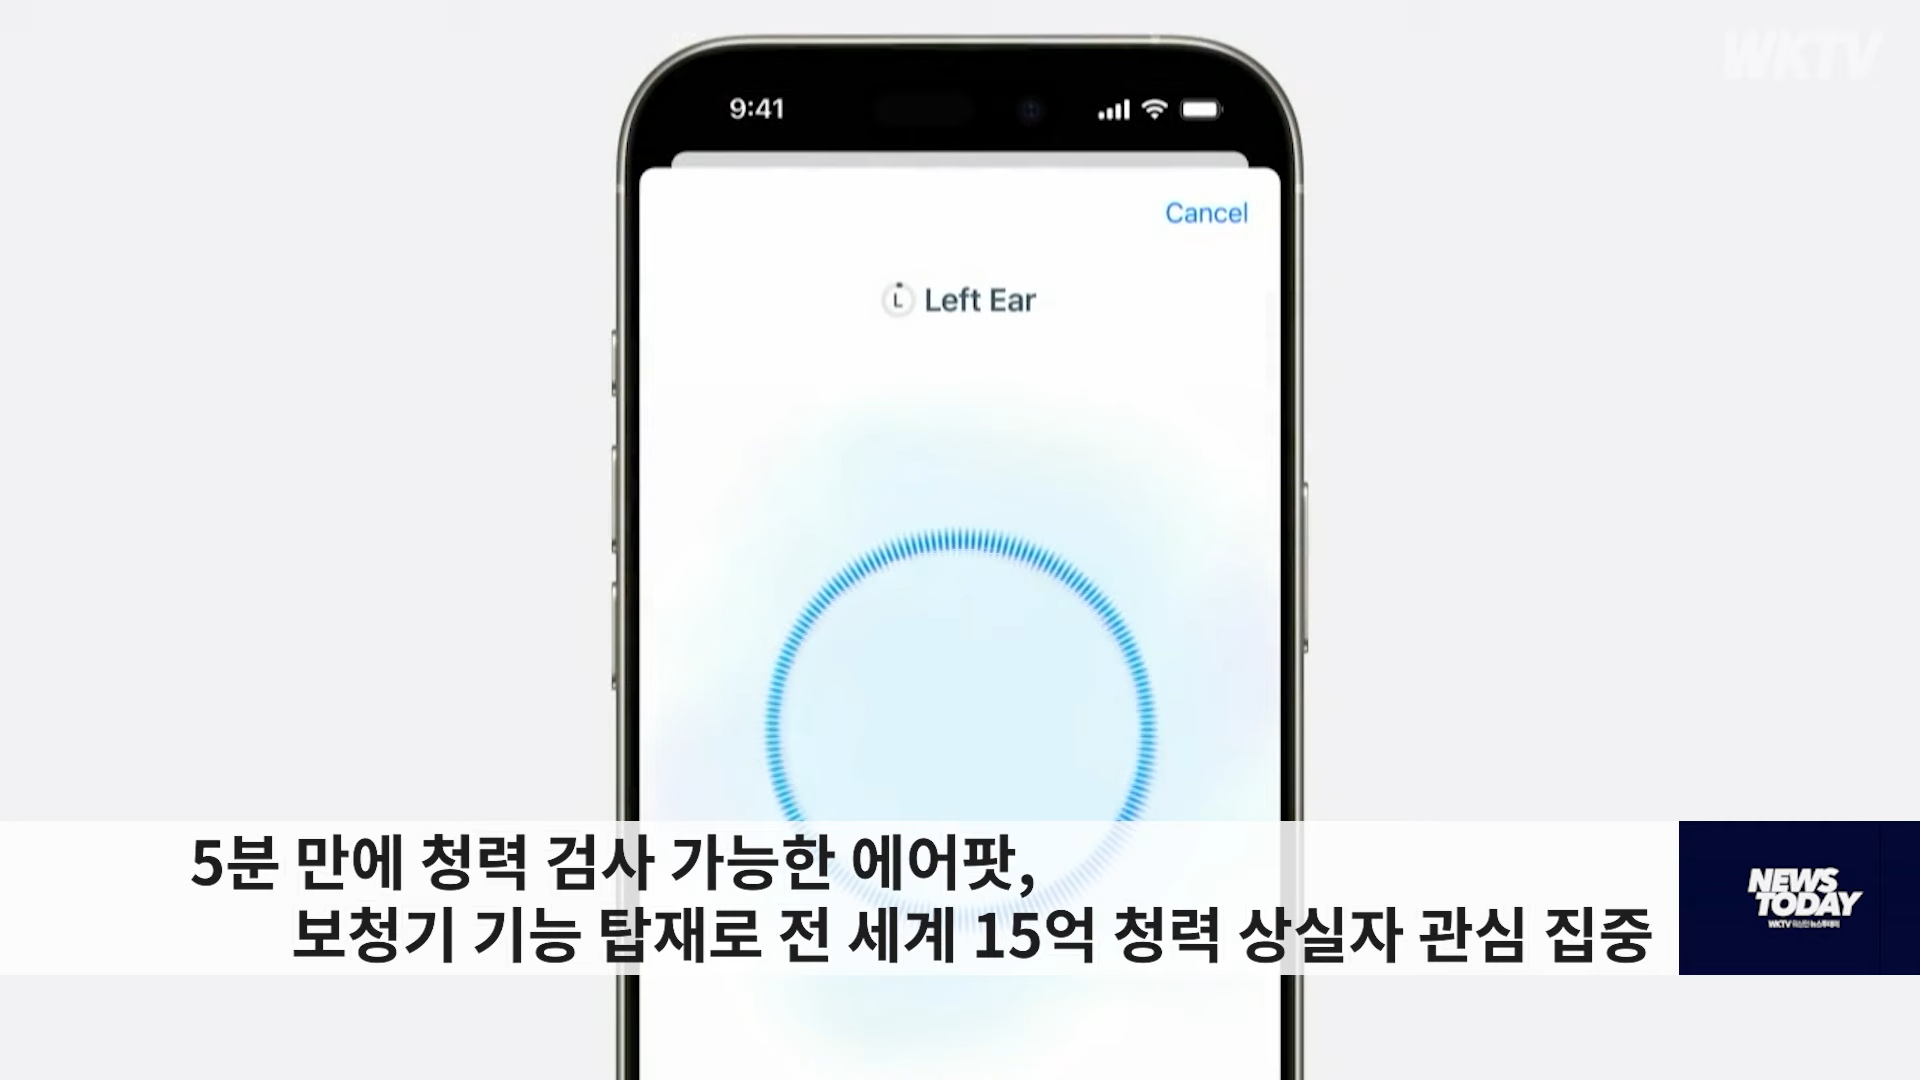 WKTV
9:41
Cancel
L Left Ear
5분 만에 청력 검사 가능한 에어팟,
보청기 기능 탑재로 전 세계 15억 청력 상실자 관심 집중
NEWS
TODAY
WKTV